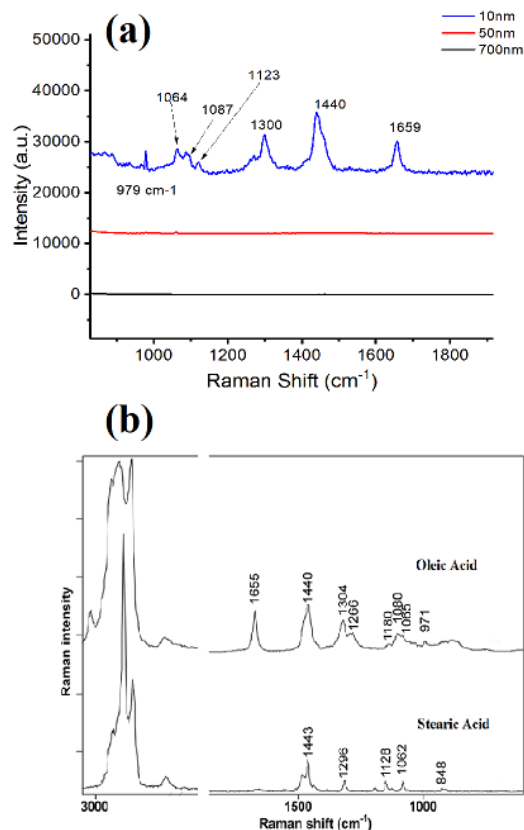 (a)
10nm
50nm
700nm
50000
40000
30000
20000
10000
0
Intensity (a.u.)
1064
1087
1123
1300
1440
1659
979 cm-1
1000
1200
1400
1600
1800
Raman Shift (cm⁻¹)
(b)
Raman intensity
1655
1440
1304
1266
1180
1080
1065
971
Oleic Acid
1443
1296
1128
1062
848
Stearic Acid
3000
1500
1000
Raman shift (cm⁻¹)